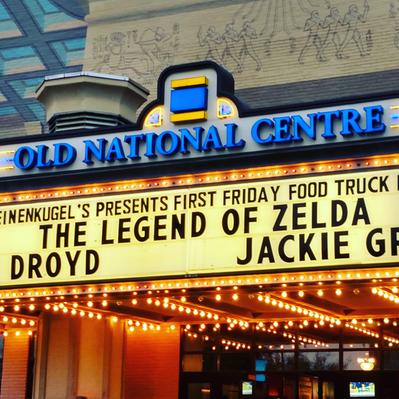 OLD NATIONAL CENTRE
EINENKUGEL'S PRESENTS FIRST FRIDAY FOOD TRUCK
THE LEGEND OF ZELDA
DROYD JACKIE GR